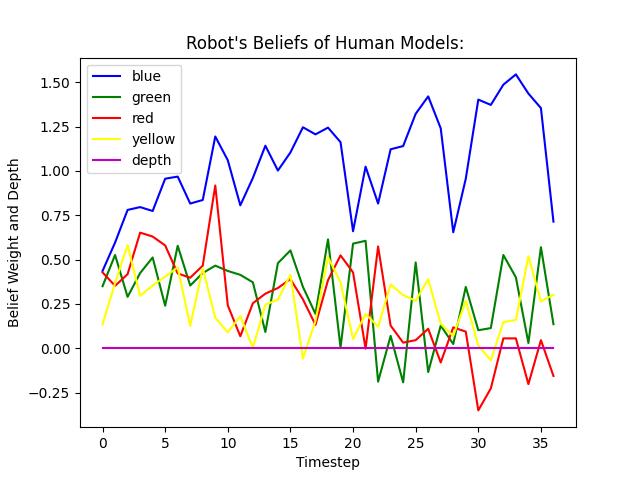 Robot's Beliefs of Human Models:
blue
green
red
yellow
depth
1.50
1.25
1.00
0.75
0.50
0.25
0.00
−0.25
Belief Weight and Depth
0 5 10 15 20 25 30 35
Timestep